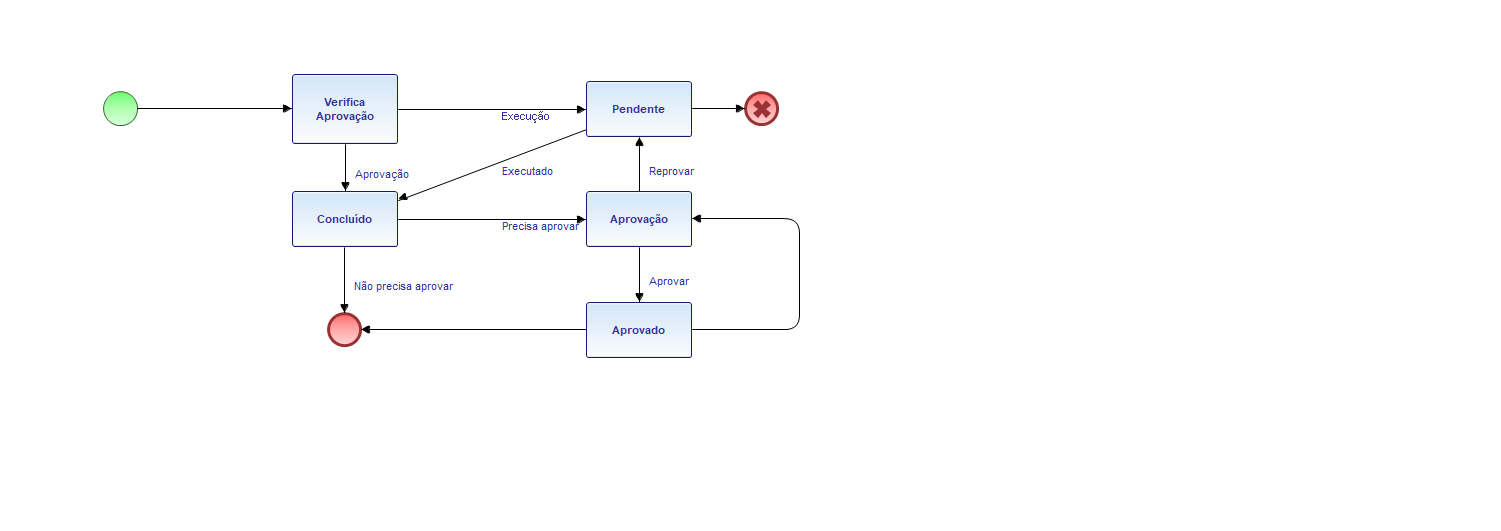 Verifica
Aprovação
Execução
Pendente
Aprovação
Executado
Reprovar
Concluído
Precisa aprovar
Aprovação
Não precisa aprovar
Aprovar
Aprovado